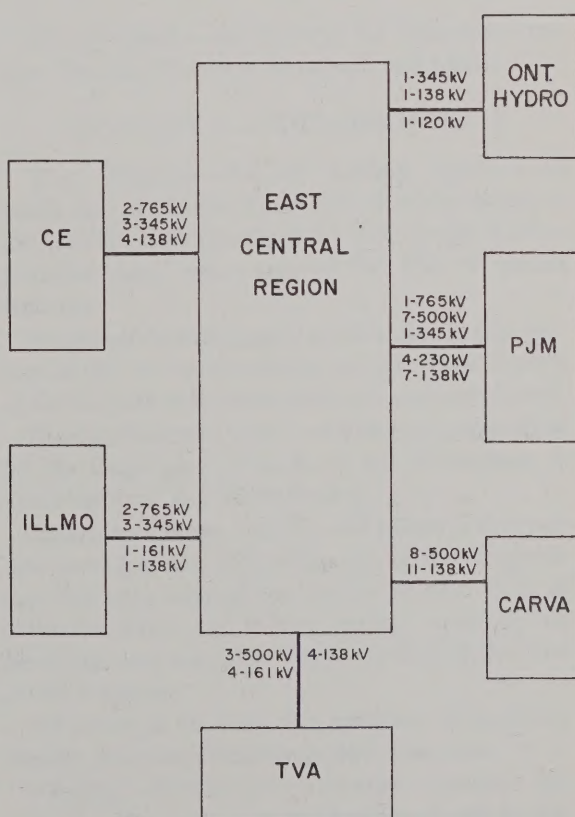 1-345kV
1-138kV
1-120kV
ONT.
HYDRO
EAST
CENTRAL
REGION
CE
2-765kV
3-345kV
4-138kV
1-765kV
7-500kV
1-345kV
4-230kV
7-138kV
PJM
ILLMO
2-765kV
3-345kV
1-161kV
1-138kV
8-500kV
11-138kV
CARVA
3-500kV
4-161kV
4-138kV
TVA